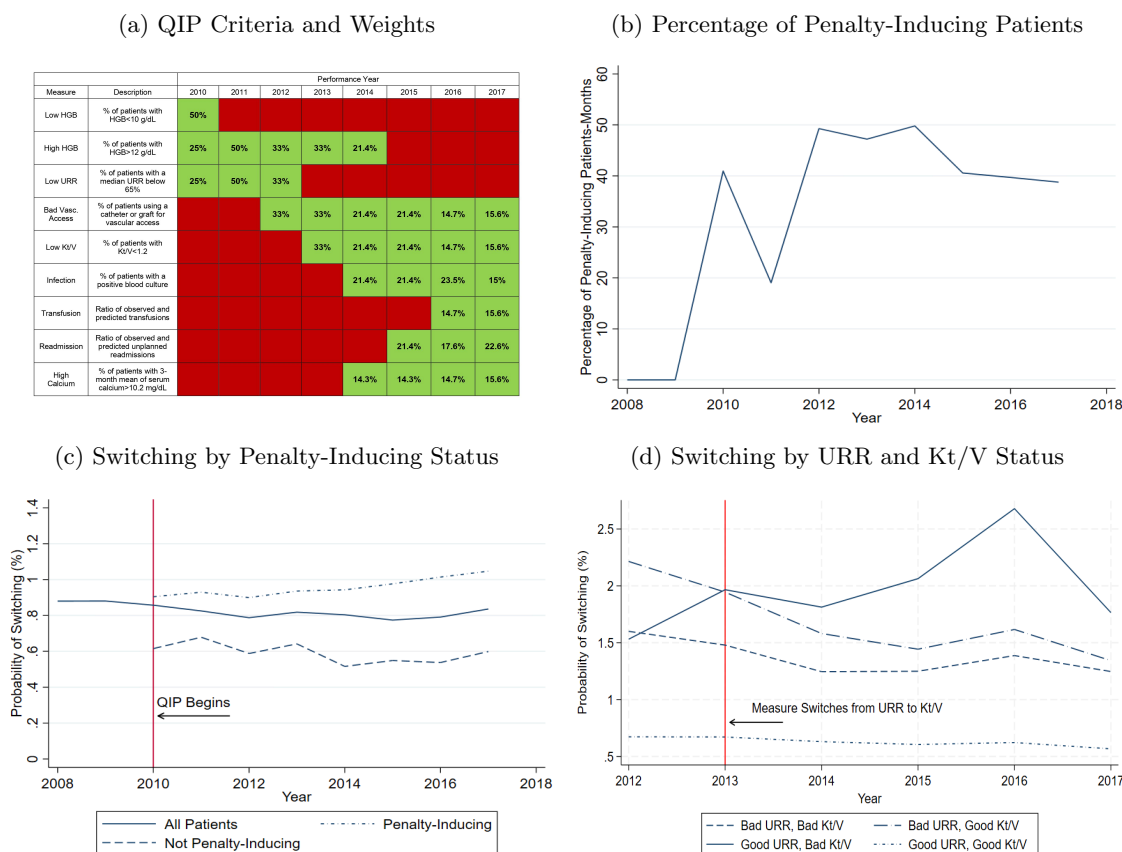 (a) QIP Criteria and Weights
Performance Year
Measure Description 2010 2011 2012 2013 2014 2015 2016 2017
Low HGB % of patients with HGB<10 g/dL 50%
High HGB % of patients with HGB>12 g/dL 25% 50% 33% 33% 21.4%
Low URR % of patients with a median URR below 65% 25% 50% 33%
Bad Vasc. Access % of patients using a catheter or graft for vascular access 33% 33% 21.4% 21.4% 14.7% 15.6%
Low Kt/V % of patients with Kt/V<1.2 33% 21.4% 21.4% 14.7% 15.6%
Infection % of patients with a positive blood culture 21.4% 21.4% 23.5% 15%
Transfusion Ratio of observed and predicted transfusions 14.7% 15.6%
Readmission Ratio of observed and predicted unplanned readmissions 21.4% 17.6% 22.6%
High Calcium % of patients with 3-month mean of serum calcium>10.2 mg/dL 14.3% 14.3% 14.7% 15.6%
(b) Percentage of Penalty-Inducing Patients
Percentage of Penalty-Inducing Patients-Months
60
50
40
30
20
10
0
2008 2010 2012 2014 2016 2018
Year
(c) Switching by Penalty-Inducing Status
Probability of Switching (%)
1.4
1.2
1
.8
.6
.4
.2
0
QIP Begins
2008 2010 2012 2014 2016 2018
Year
All Patients Penalty-Inducing
Not Penalty-Inducing
(d) Switching by URR and Kt/V Status
Probability of Switching (%)
2.5
2
1.5
1
.5
Measure Switches from URR to Kt/V
2012 2013 2014 2015 2016 2017
Year
Bad URR, Bad Kt/V Bad URR, Good Kt/V
Good URR, Bad Kt/V Good URR, Good Kt/V